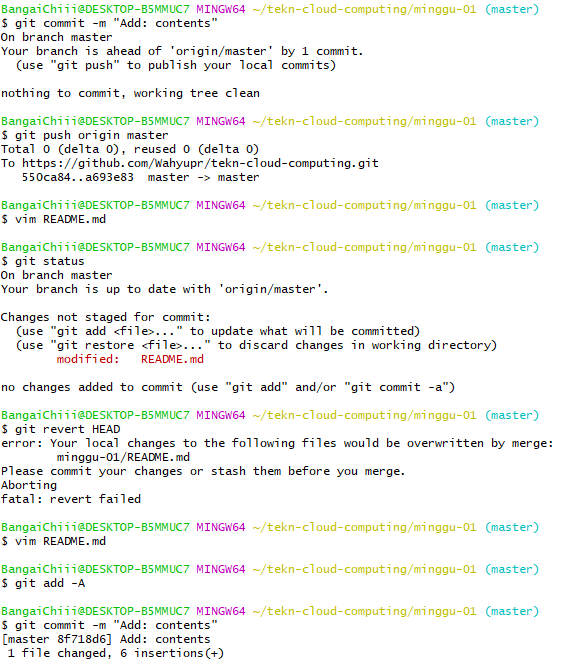 BangaiChiii@DESKTOP-B5MMUC7 MINGW64 ~/tekn-cloud-computing/minggu-01 (master)
$ git commit -m "Add: contents"
On branch master
Your branch is ahead of 'origin/master' by 1 commit.
  (use "git push" to publish your local commits)

nothing to commit, working tree clean

BangaiChiii@DESKTOP-B5MMUC7 MINGW64 ~/tekn-cloud-computing/minggu-01 (master)
$ git push origin master
Total 0 (delta 0), reused 0 (delta 0)
To https://github.com/Wahyupr/tekn-cloud-computing.git
   550ca84..a693e83  master -> master

BangaiChiii@DESKTOP-B5MMUC7 MINGW64 ~/tekn-cloud-computing/minggu-01 (master)
$ vim README.md

BangaiChiii@DESKTOP-B5MMUC7 MINGW64 ~/tekn-cloud-computing/minggu-01 (master)
$ git status
On branch master
Your branch is up to date with 'origin/master'.

Changes not staged for commit:
  (use "git add <file>..." to update what will be committed)
  (use "git restore <file>..." to discard changes in working directory)
        modified:   README.md

no changes added to commit (use "git add" and/or "git commit -a")

BangaiChiii@DESKTOP-B5MMUC7 MINGW64 ~/tekn-cloud-computing/minggu-01 (master)
$ git revert HEAD
error: Your local changes to the following files would be overwritten by merge:
        minggu-01/README.md
Please commit your changes or stash them before you merge.
Aborting
fatal: revert failed

BangaiChiii@DESKTOP-B5MMUC7 MINGW64 ~/tekn-cloud-computing/minggu-01 (master)
$ vim README.md

BangaiChiii@DESKTOP-B5MMUC7 MINGW64 ~/tekn-cloud-computing/minggu-01 (master)
$ git add -A

BangaiChiii@DESKTOP-B5MMUC7 MINGW64 ~/tekn-cloud-computing/minggu-01 (master)
$ git commit -m "Add: contents"
[master 8f718d6] Add: contents
 1 file changed, 6 insertions(+)